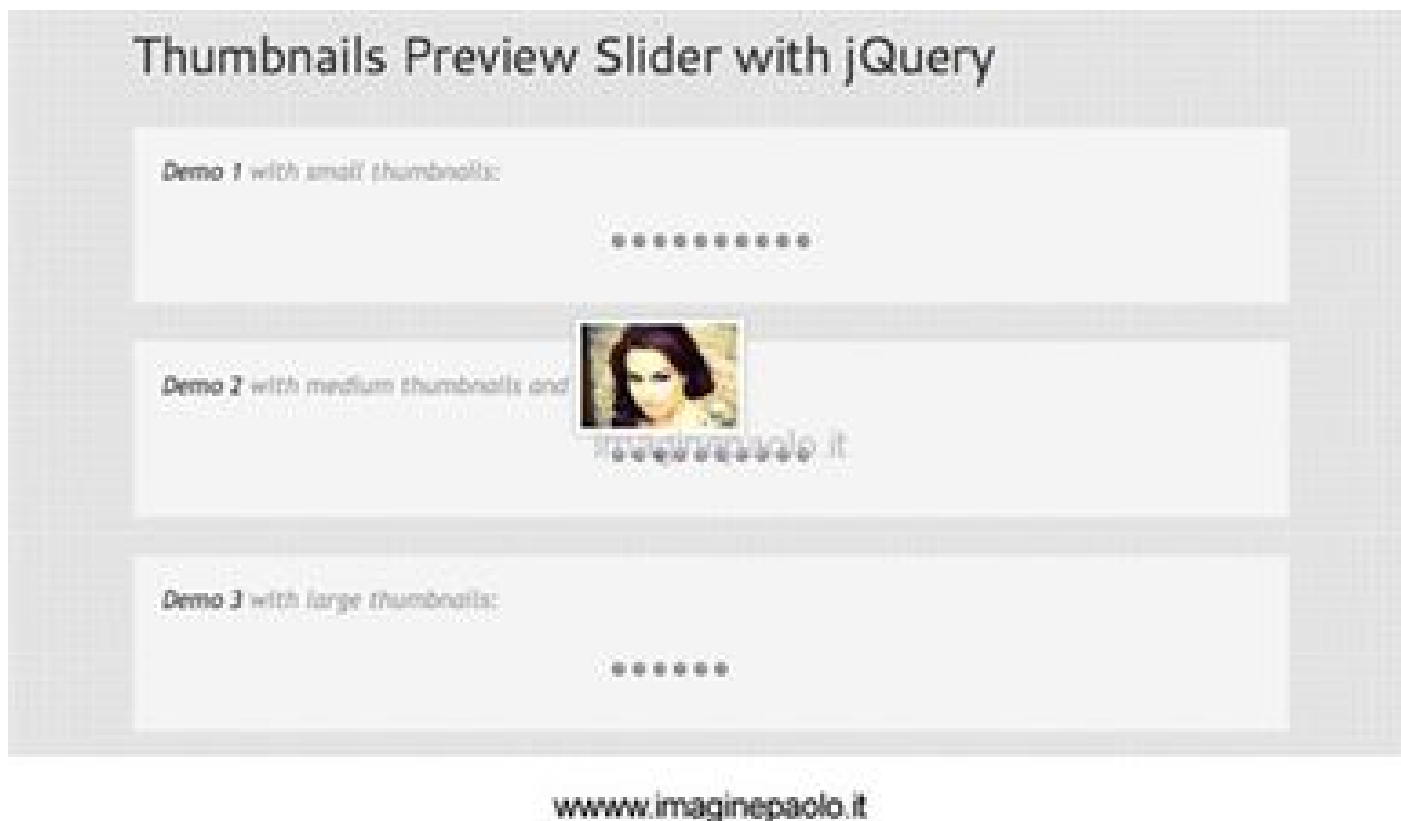 Thumbnails Preview Slider with jQuery
Demo 1 with small thumbnails:
Demo 2 with medium thumbnails and
imaginepaolo it
Demo 3 with large thumbnails:
wwww.imaginepaolo.it